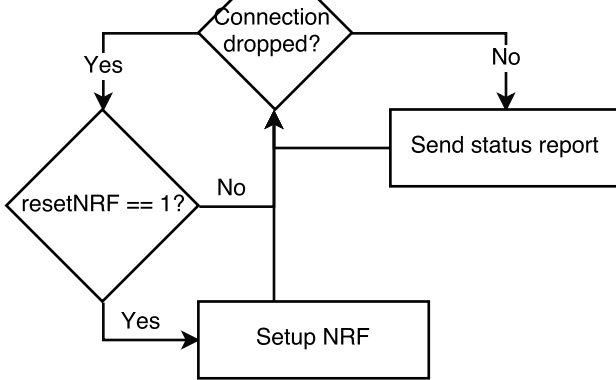 Connection
dropped?
Yes
No
Send status report
resetNRF == 1?
No
Yes
Setup NRF